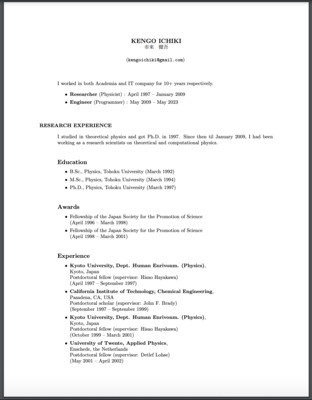 KENGO ICHIKI
市來 健吾
(kengoichiki@gmail.com)
I worked in both Academia and IT company for 10+ years respectively.
• Researcher (Physicist) : April 1997 – January 2009
• Engineer (Programmer) : May 2009 – May 2023
RESEARCH EXPERIENCE
I studied in theoretical physics and got Ph.D. in 1997. Since then til January 2009, I had been
working as a research scientists on theoretical and computational physics.
Education
• B.Sc., Physics, Tohoku University (March 1992)
• M.Sc., Physics, Tohoku University (March 1994)
• Ph.D., Physics, Tohoku University (March 1997)
Awards
• Fellowship of the Japan Society for the Promotion of Science
(April 1996 – March 1998)
• Fellowship of the Japan Society for the Promotion of Science
(April 1998 – March 2001)
Experience
• Kyoto University, Dept. Human Environm. (Physics),
Kyoto, Japan
Postdoctoral fellow (supervisor: Hisao Hayakawa)
(April 1997 – September 1997)
• California Institute of Technology, Chemical Engineering,
Pasadena, CA, USA
Postdoctoral scholar (supervisor: John F. Brady)
(September 1997 – September 1999)
• Kyoto University, Dept. Human Environm. (Physics),
Kyoto, Japan
Postdoctoral fellow (supervisor: Hisao Hayakawa)
(October 1999 – March 2001)
• University of Twente, Applied Physics,
Enschede, the Netherlands
Postdoctoral fellow (supervisor: Detlef Lohse)
(May 2001 – April 2002)